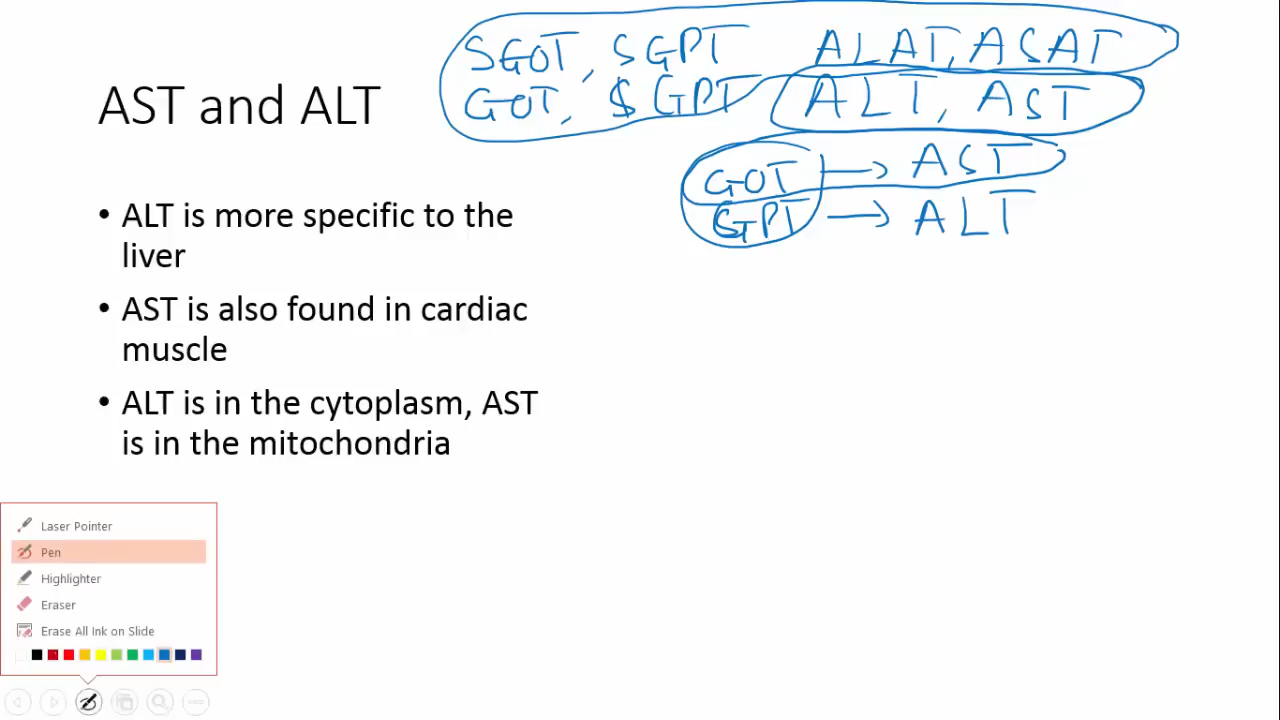 SGOT, SGPT ALAT, ASAT
GOT, SGPT ALT, AST
AST and ALT
GOT → AST
GPT → ALT
• ALT is more specific to the
liver
• AST is also found in cardiac
muscle
• ALT is in the cytoplasm, AST
is in the mitochondria
Laser Pointer
Pen
Highlighter
Eraser
Erase All Ink on Slide